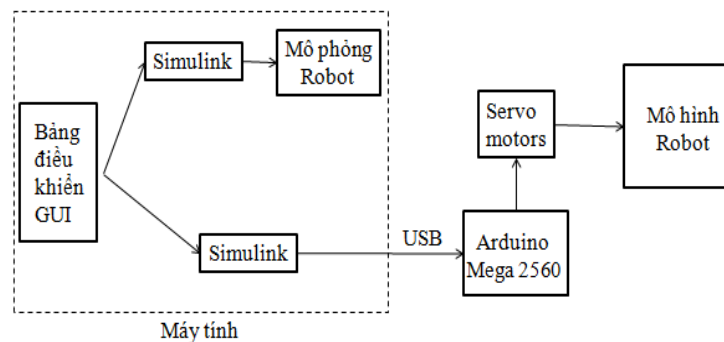 Simulink
Mô phỏng
Robot
Bảng
điều
khiển
GUI
Simulink
USB
Servo
motors
Mô hình
Robot
Arduino
Mega 2560
Máy tính